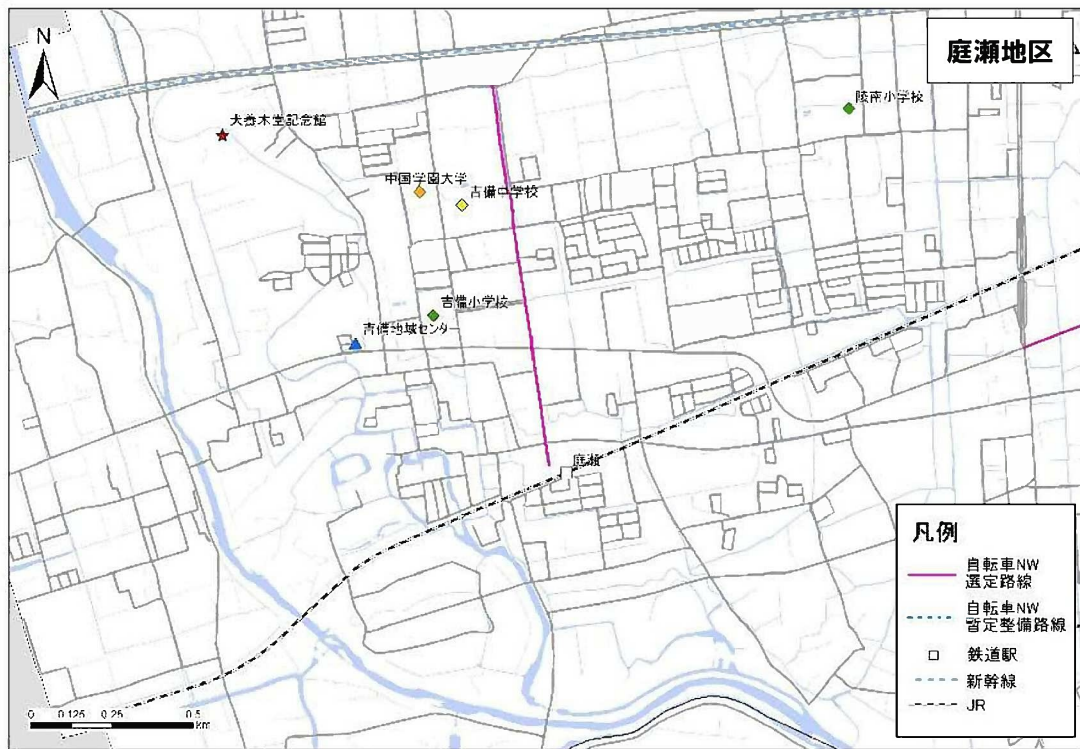 庭瀬地区
N
陵南小学校
犬養木堂記念館
中国学園大学
吉備中学校
吉備小学校
吉備地域センター
庭瀬
凡例
自転車NW
選定路線
自転車NW
暫定整備路線
鉄道駅
新幹線
JR
0 0.125 0.25 0.5
km